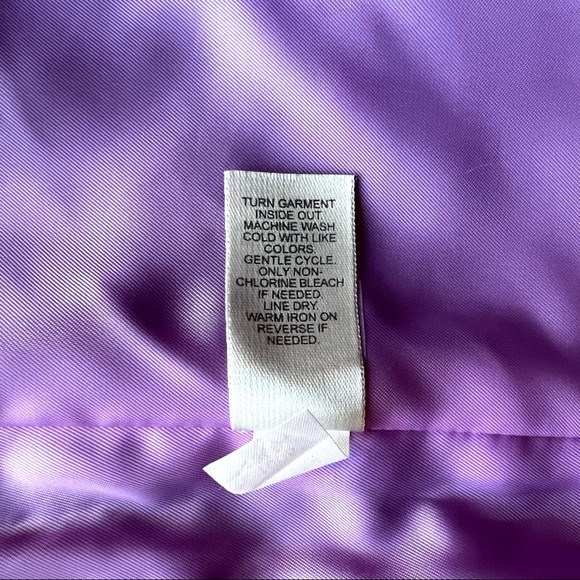 TURN GARMENT
INSIDE OUT.
MACHINE WASH
COLD WITH LIKE
COLORS.
GENTLE CYCLE.
ONLY NON-
CHLORINE BLEACH
IF NEEDED.
LINE DRY.
WARM IRON ON
REVERSE IF
NEEDED.